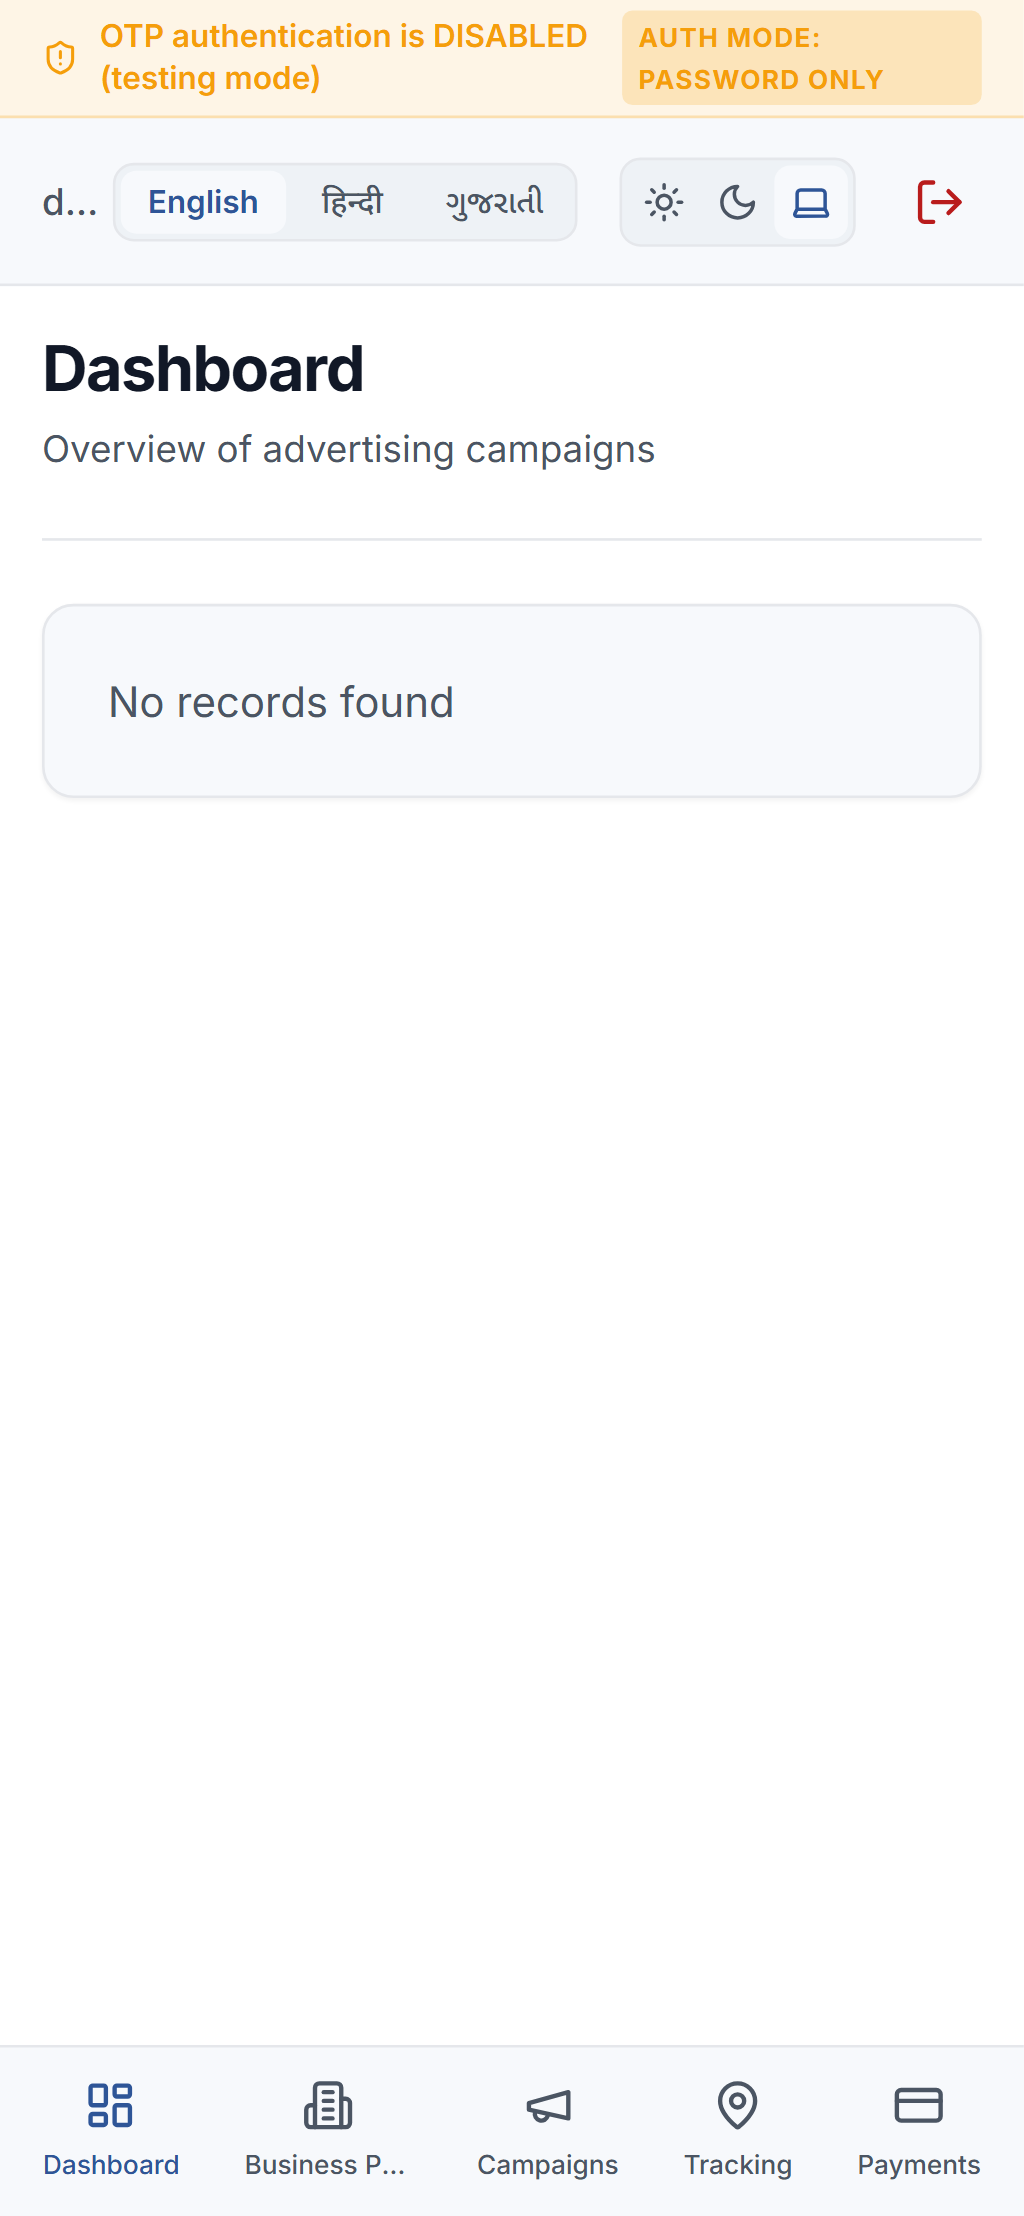 OTP authentication is DISABLED
(testing mode)
AUTH MODE:
PASSWORD ONLY
d...
English
हिन्दी
ગુજરાતી
Dashboard
Overview of advertising campaigns
No records found
Dashboard
Business P...
Campaigns
Tracking
Payments